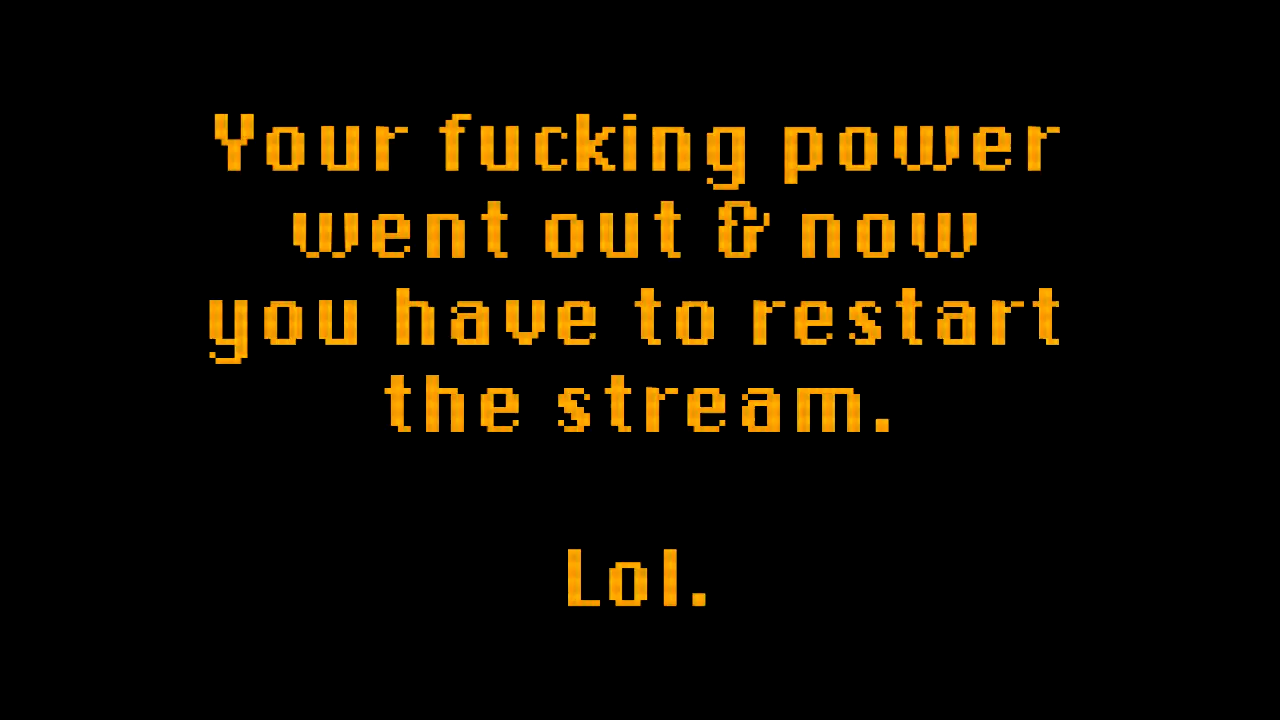 Your fucking power
went out & now
you have to restart
the stream.
Lol.